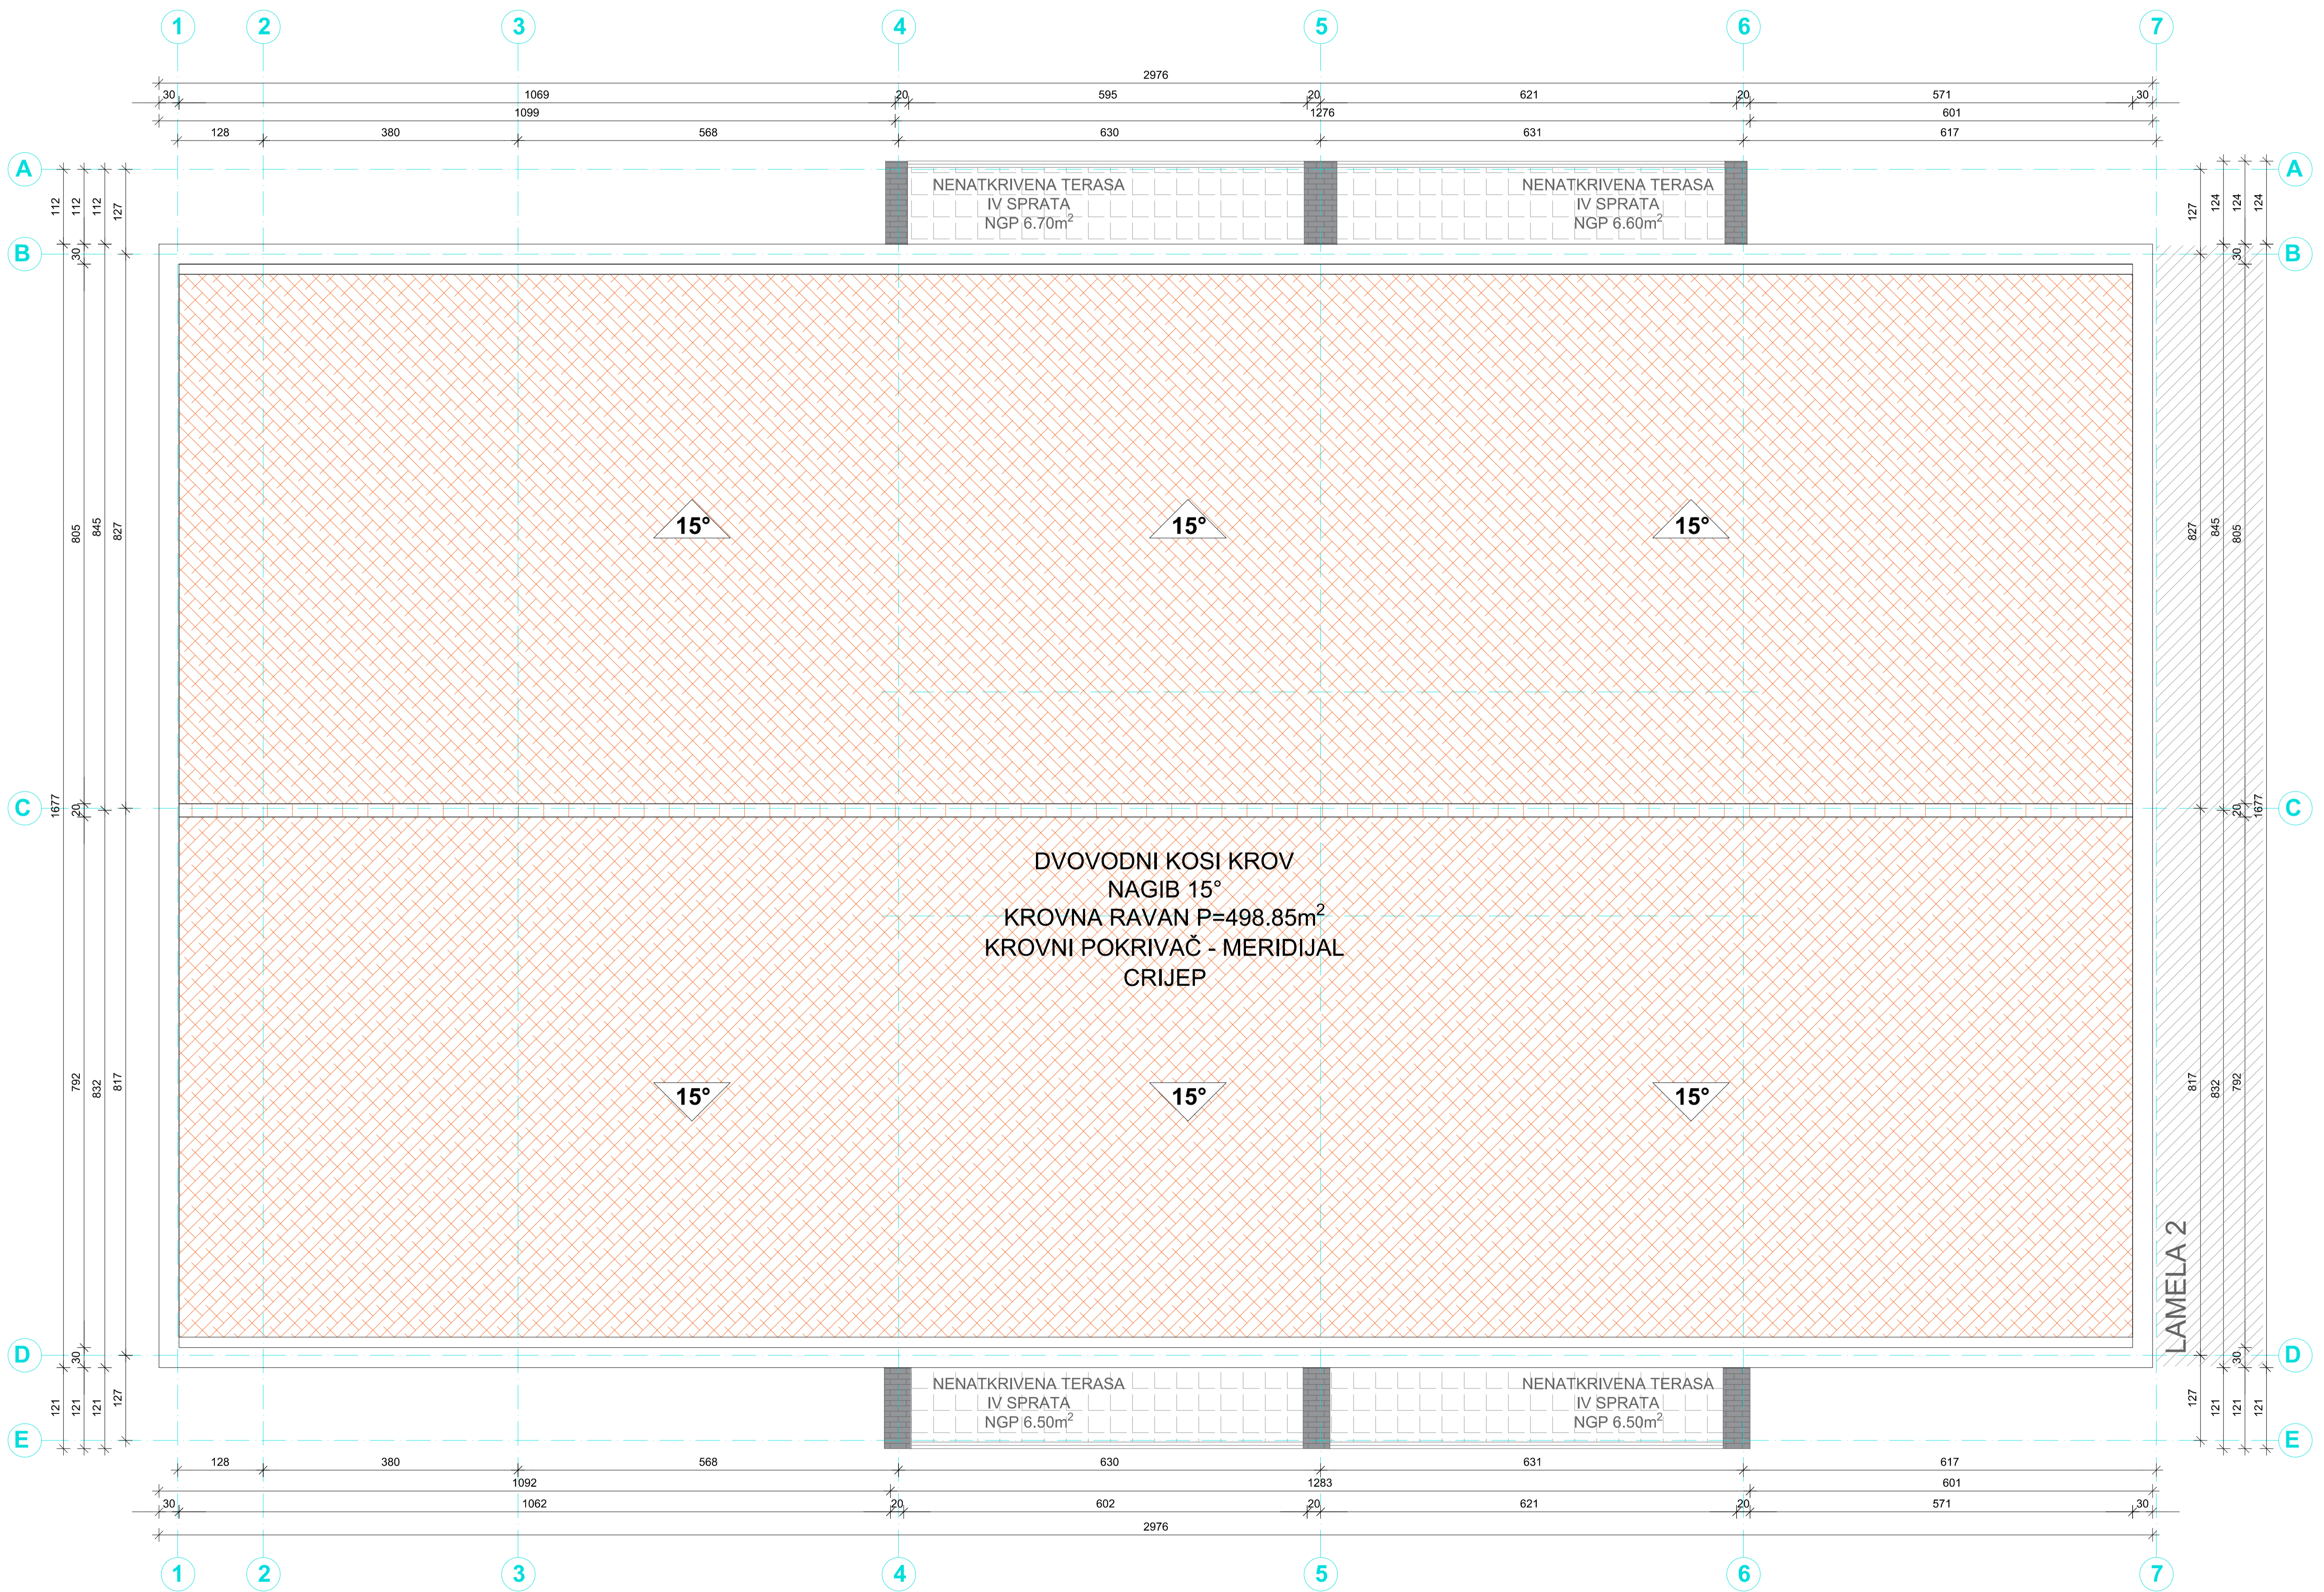 1 2 3 4 5 6 7
2976
30 1069 20 595 20 621 20 571 30
1099 1276 601
128 380 568 630 631 617
A A
112 112 112 127
127 124 124 124
NENATKRIVENA TERASA
IV SPRATA
NGP 6.70m²
NENATKRIVENA TERASA
IV SPRATA
NGP 6.60m²
B B
30 30
15° 15° 15°
805 845 827
827 845 805
C C
1677 20
20 1677
DVOVODNI KOSI KROV
NAGIB 15°
KROVNA RAVAN P=498.85m²
KROVNI POKRIVAČ - MERIDIJAL
CRIJEP
15° 15° 15°
792 832 817
817 832 792
LAMELA 2
D D
30 30
NENATKRIVENA TERASA
IV SPRATA
NGP 6.50m²
NENATKRIVENA TERASA
IV SPRATA
NGP 6.50m²
121 121 121 127
127 121 121 121
E E
128 380 568 630 631 617
1092 1283 601
30 1062 20 602 20 621 20 571 30
2976
1 2 3 4 5 6 7